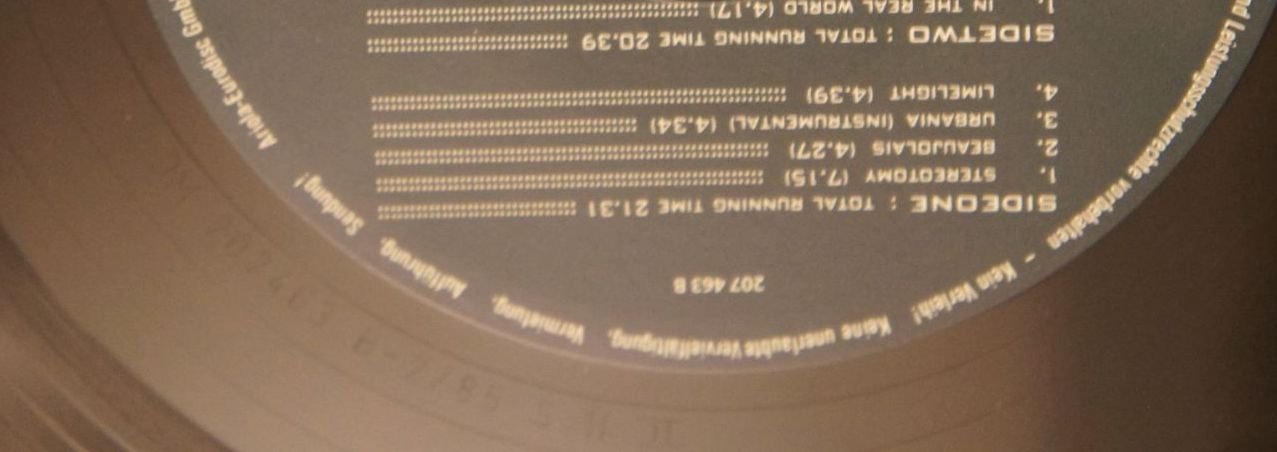 Keine unerlaubte Vervielfältigung, Vermietung, Aufführung, Sendung!
207 463 B
SIDEONE : TOTAL RUNNING TIME 21.31
1. STEREOTOMY (7.15)
2. BEAUJOLAIS (4.27)
3. URBANIA (INSTRUMENTAL) (4.34)
4. LIMELIGHT (4.39)
SIDETWO : TOTAL RUNNING TIME 20.39
1. IN THE REAL WORLD (4.17)
Leistungsschutzrechte vorbehalten – Kein Verleih!
Ariola-Eurodisc GmbH